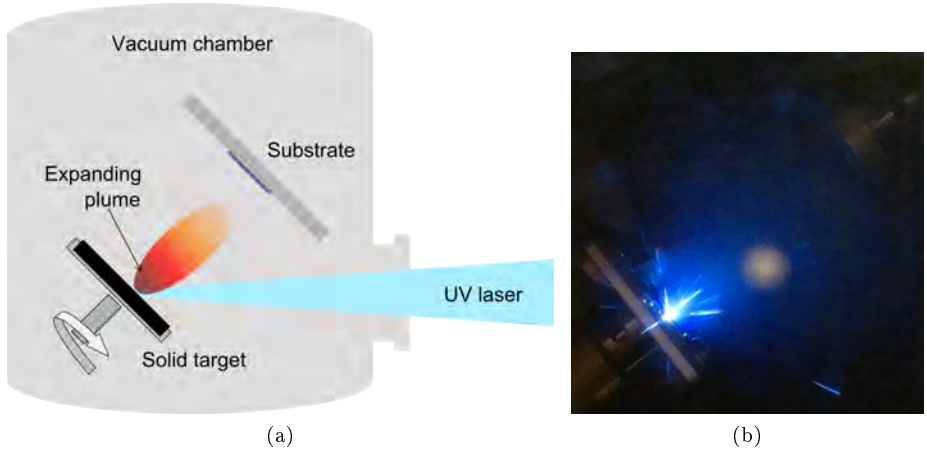 Vacuum chamber
Substrate
Expanding
plume
UV laser
Solid target
(a)
(b)